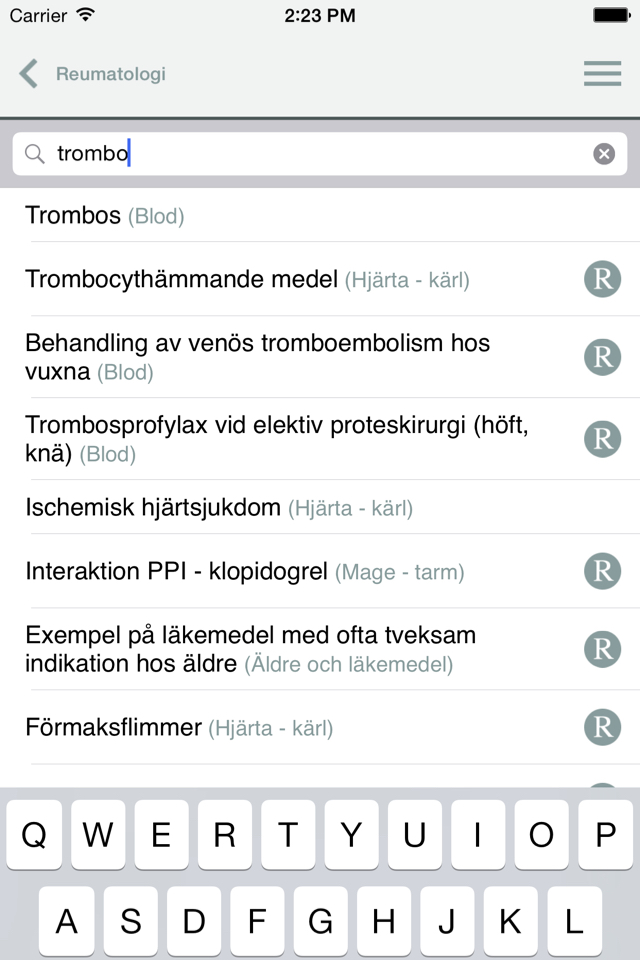 Carrier 2:23 PM
Reumatologi
trombo
Trombos (Blod)
Trombocythämmande medel (Hjärta - kärl) R
Behandling av venös tromboembolism hos
vuxna (Blod) R
Trombosprofylax vid elektiv proteskirurgi (höft,
knä) (Blod) R
Ischemisk hjärtsjukdom (Hjärta - kärl)
Interaktion PPI - klopidogrel (Mage - tarm) R
Exempel på läkemedel med ofta tveksam
indikation hos äldre (Äldre och läkemedel) R
Förmaksflimmer (Hjärta - kärl) R
Q W E R T Y U I O P
A S D F G H J K L